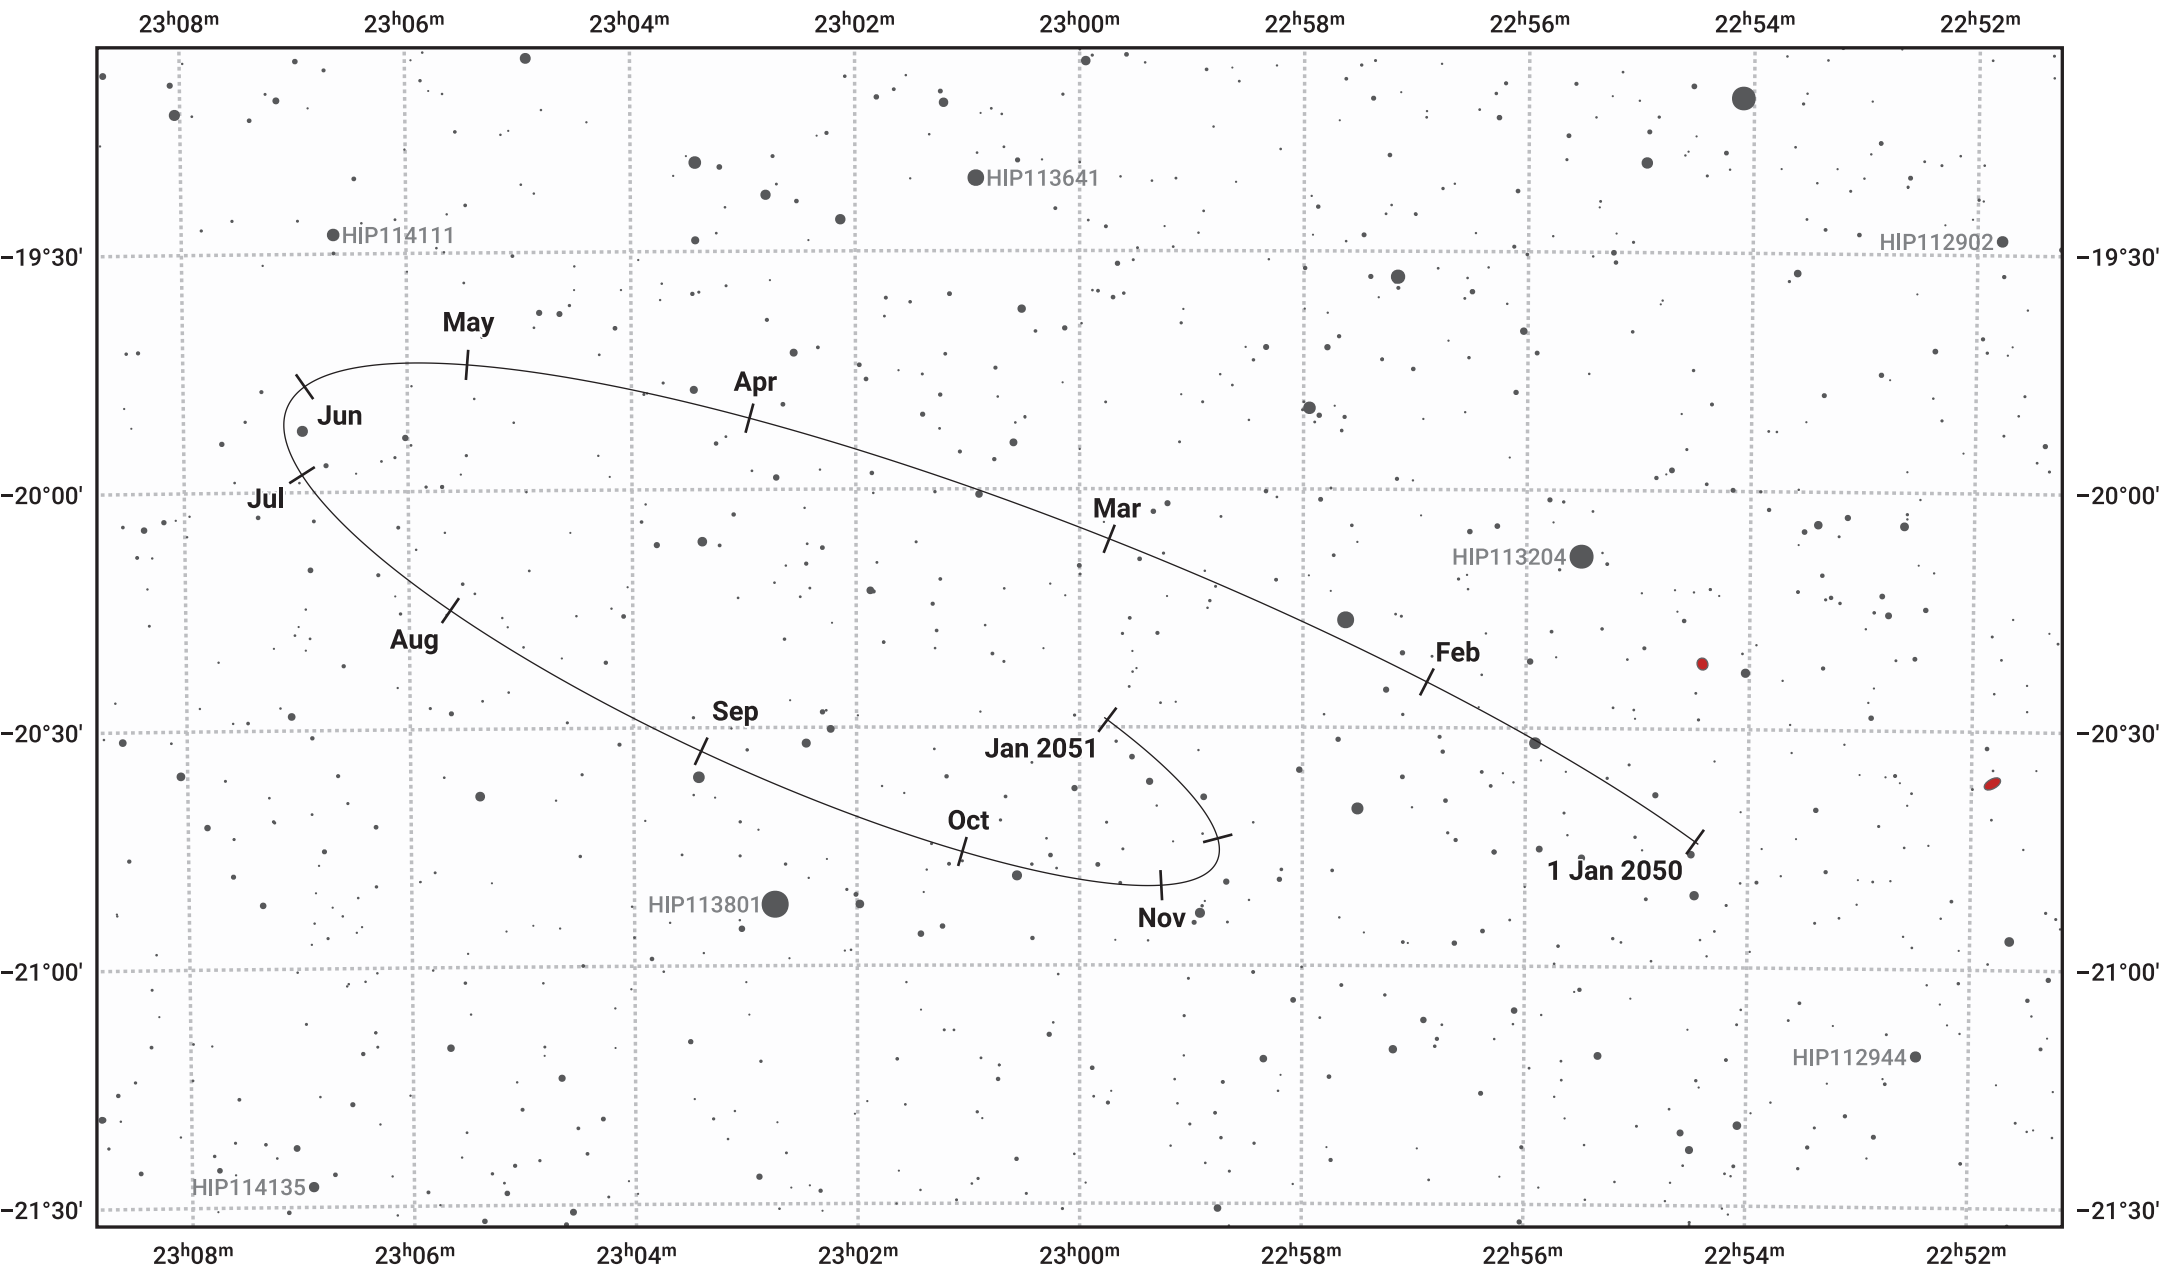 23ʰ08ᵐ 23ʰ06ᵐ 23ʰ04ᵐ 23ʰ02ᵐ 23ʰ00ᵐ 22ʰ58ᵐ 22ʰ56ᵐ 22ʰ54ᵐ 22ʰ52ᵐ
HIP113641
HIP114111
HIP112902
−19°30' −19°30'
May
Apr
Jun
Jul
−20°00' −20°00'
Mar
HIP113204
Aug
Feb
Sep
−20°30' −20°30'
Jan 2051
Oct
1 Jan 2050
HIP113801
Nov
−21°00' −21°00'
HIP112944
HIP114135
−21°30' −21°30'
23ʰ08ᵐ 23ʰ06ᵐ 23ʰ04ᵐ 23ʰ02ᵐ 23ʰ00ᵐ 22ʰ58ᵐ 22ʰ56ᵐ 22ʰ54ᵐ 22ʰ52ᵐ